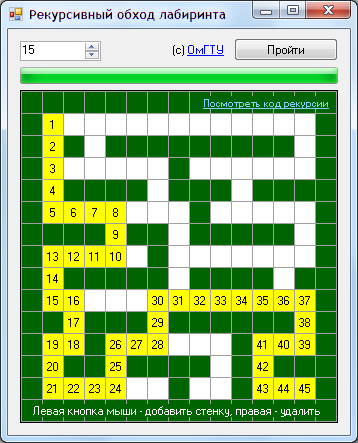 Рекурсивный обход лабиринта
15 (с) ОмГТУ Пройти
Посмотреть код рекурсии
1
2
3
4
5 6 7 8
9
13 12 11 10
14
15 16 30 31 32 33 34 35 36 37
17 29 38
19 18 26 27 28 41 40 39
20 25 42
21 22 23 24 43 44 45
Левая кнопка мыши - добавить стенку, правая - удалить